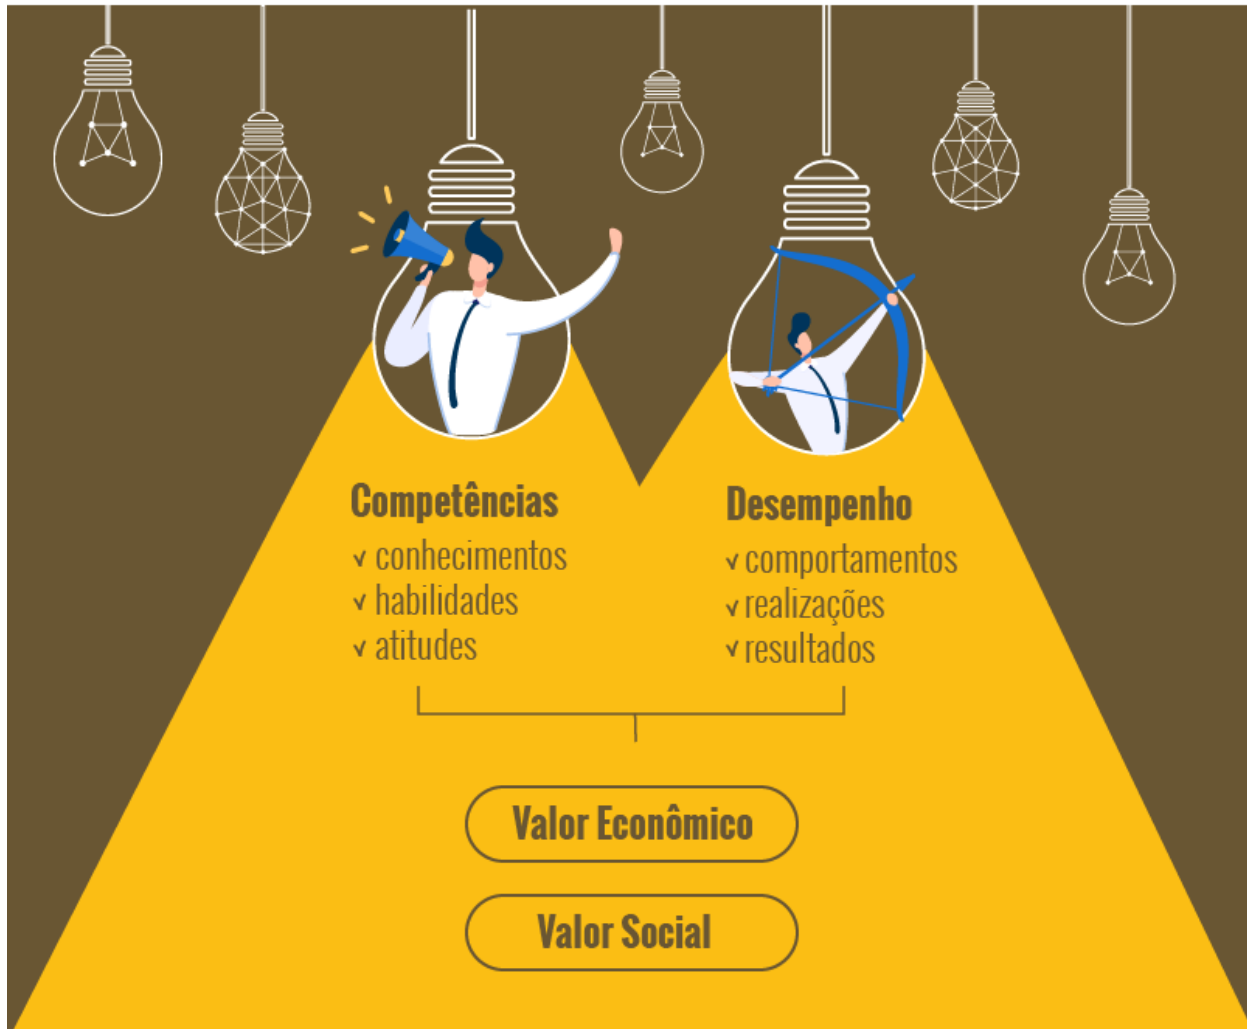 Competências
conhecimentos
habilidades
atitudes
Desempenho
comportamentos
realizações
resultados
Valor Econômico
Valor Social